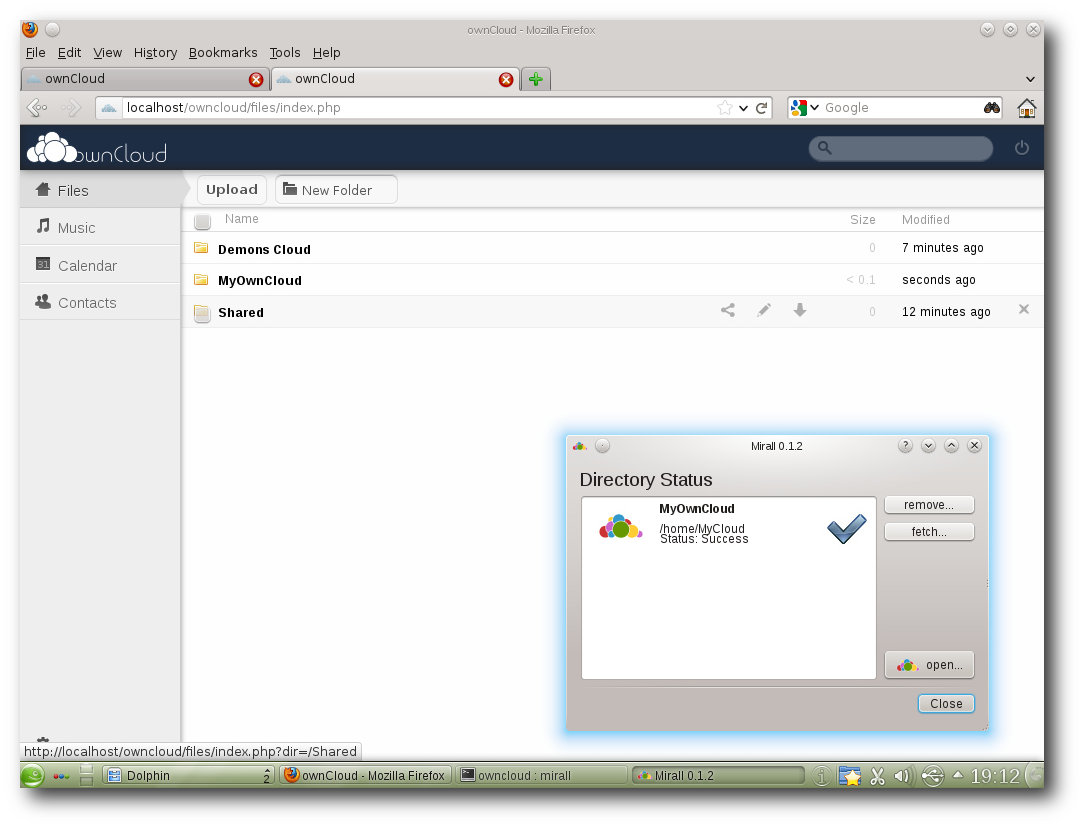 ownCloud - Mozilla Firefox
File Edit View History Bookmarks Tools Help
ownCloud ownCloud
localhost/owncloud/files/index.php Google
ownCloud
Files Upload New Folder
Music
31 Calendar
Contacts
Name Size Modified
Demons Cloud 0 7 minutes ago
MyOwnCloud < 0.1 seconds ago
Shared 0 12 minutes ago
Mirall 0.1.2
Directory Status
MyOwnCloud
/home/MyCloud
Status: Success
remove...
fetch...
open...
Close
http://localhost/owncloud/files/index.php?dir=/Shared
Dolphin 2 ownCloud - Mozilla Firefox owncloud : mirall Mirall 0.1.2 19:12